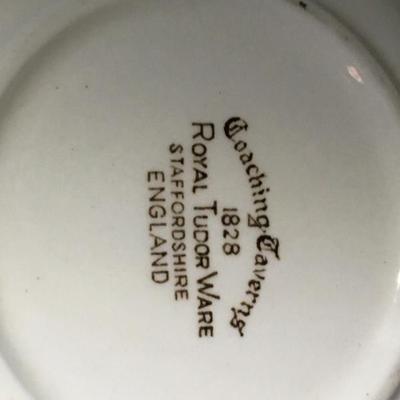 Coaching Taverns
1828
ROYAL TUDOR WARE
STAFFORDSHIRE
ENGLAND